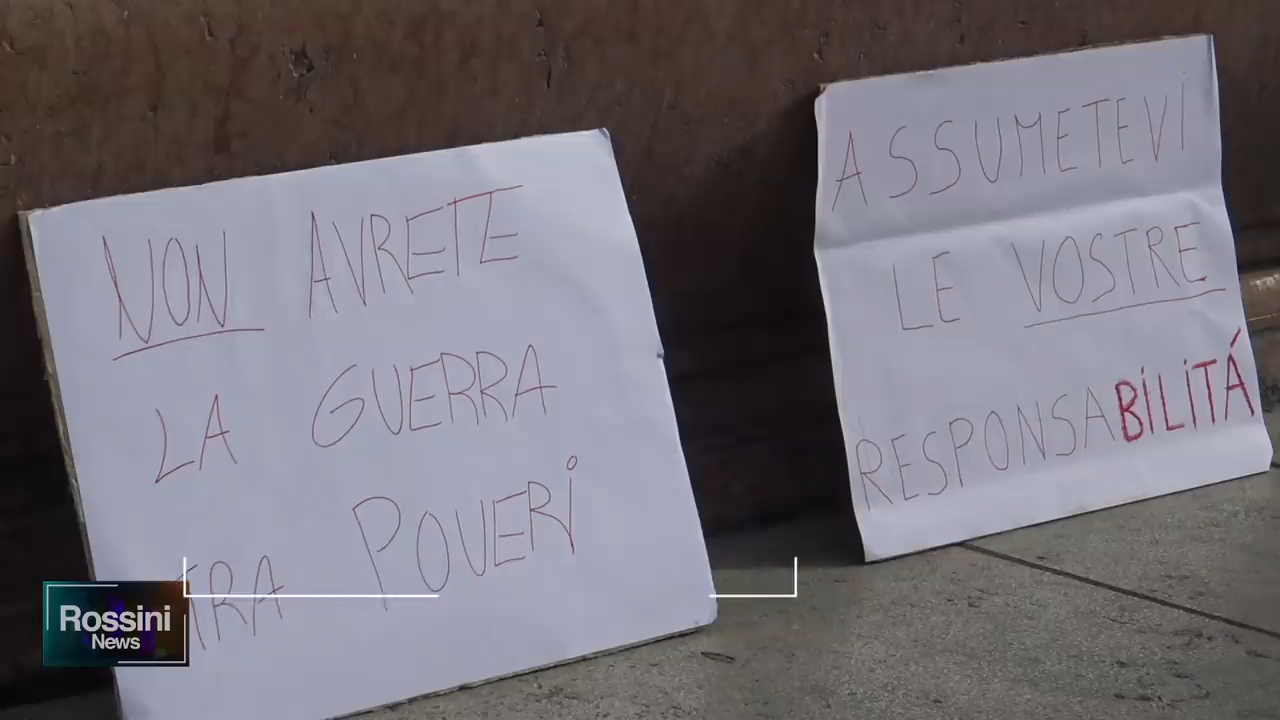 NON AVRETE
LA GUERRA
TRA POVERI
ASSUMETEVI
LE VOSTRE
RESPONSABILITÁ
Rossini
News